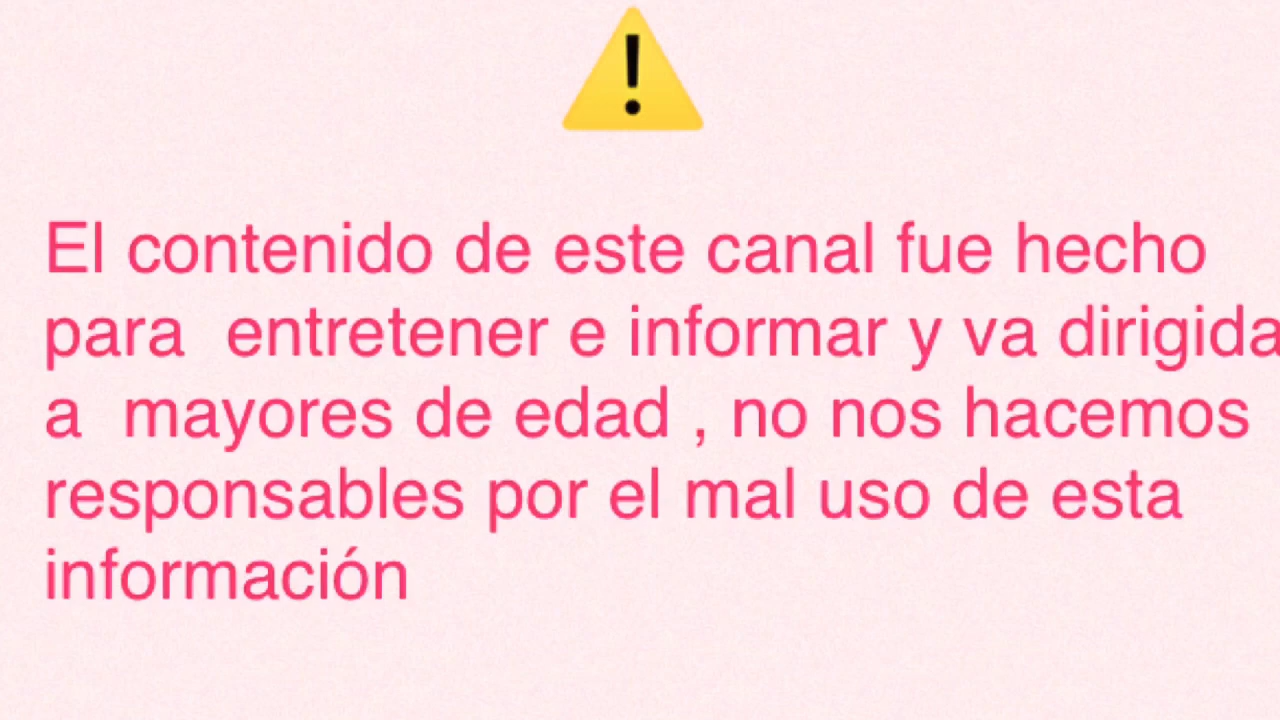 El contenido de este canal fue hecho
para entretener e informar y va dirigida
a mayores de edad , no nos hacemos
responsables por el mal uso de esta
información